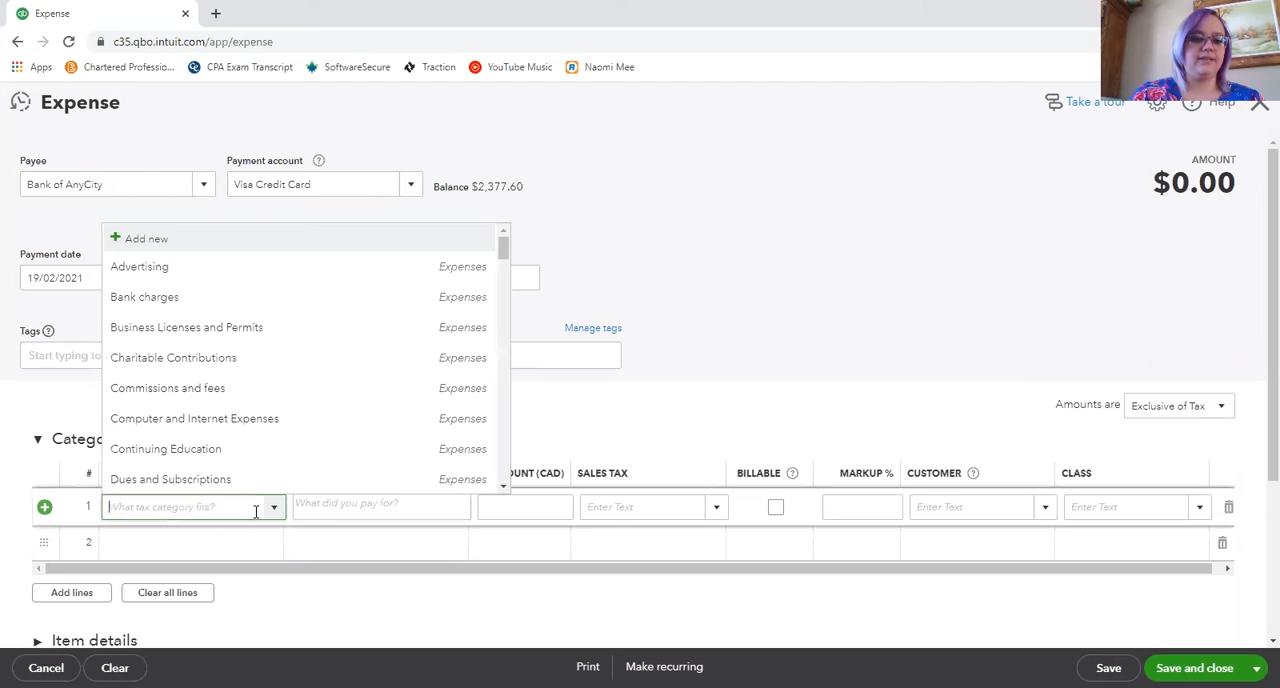 Expense
c35.qbo.intuit.com/app/expense
Apps
Chartered Professio...
CPA Exam Transcript
SoftwareSecure
Traction
YouTube Music
Naomi Mee
Expense
Take a tour
Help
Payee
Payment account
AMOUNT
Bank of AnyCity
Visa Credit Card
Balance $2,377.60
$0.00
Add new
Payment date
Advertising Expenses
19/02/2021
Bank charges Expenses
Tags
Business Licenses and Permits Expenses
Manage tags
Start typing to
Charitable Contributions Expenses
Commissions and fees Expenses
Amounts are Exclusive of Tax
Computer and Internet Expenses Expenses
Catego
Continuing Education Expenses
# OUNT (CAD) SALES TAX BILLABLE MARKUP % CUSTOMER CLASS
Dues and Subscriptions Expenses
1 What tax category fits? What did you pay for? Enter Text Enter Text Enter Text
2
Add lines
Clear all lines
Item details
Cancel
Clear
Print
Make recurring
Save
Save and close